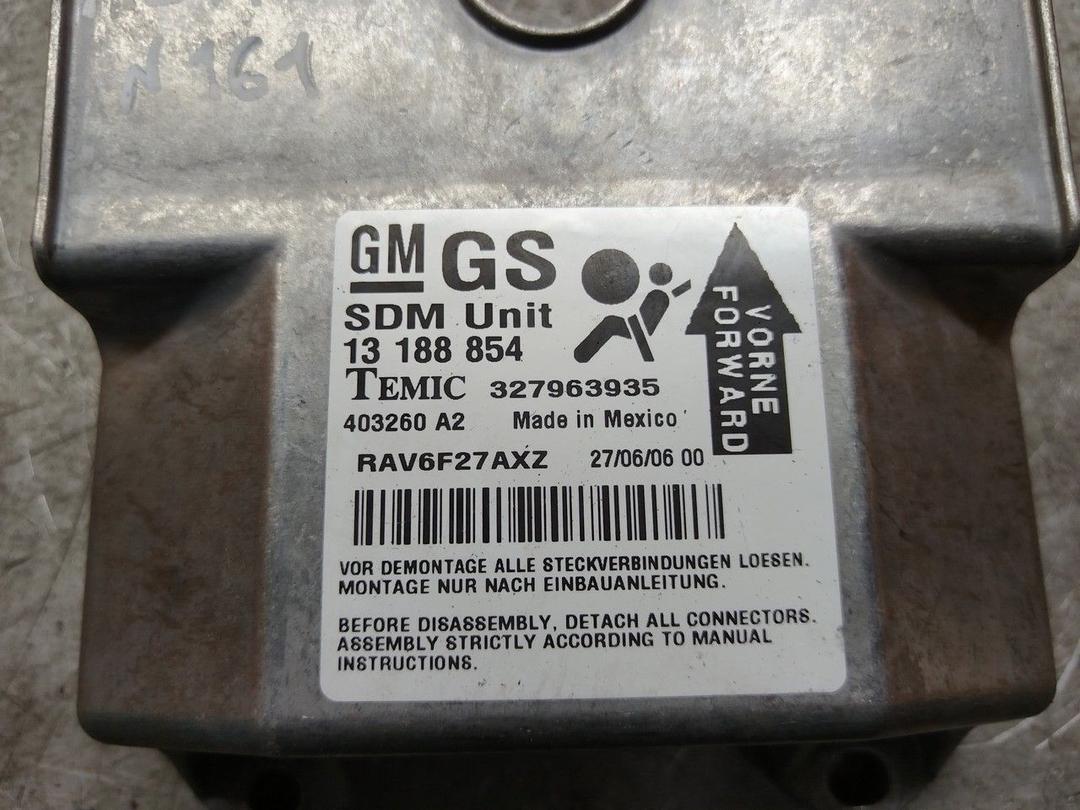 N 161
GM GS
SDM Unit
13 188 854
TEMIC 327963935
403260 A2 Made in Mexico
RAV6F27AXZ 27/06/06 00
VORNE
FORWARD
VOR DEMONTAGE ALLE STECKVERBINDUNGEN LOESEN.
MONTAGE NUR NACH EINBAUANLEITUNG.
BEFORE DISASSEMBLY, DETACH ALL CONNECTORS.
ASSEMBLY STRICTLY ACCORDING TO MANUAL
INSTRUCTIONS.